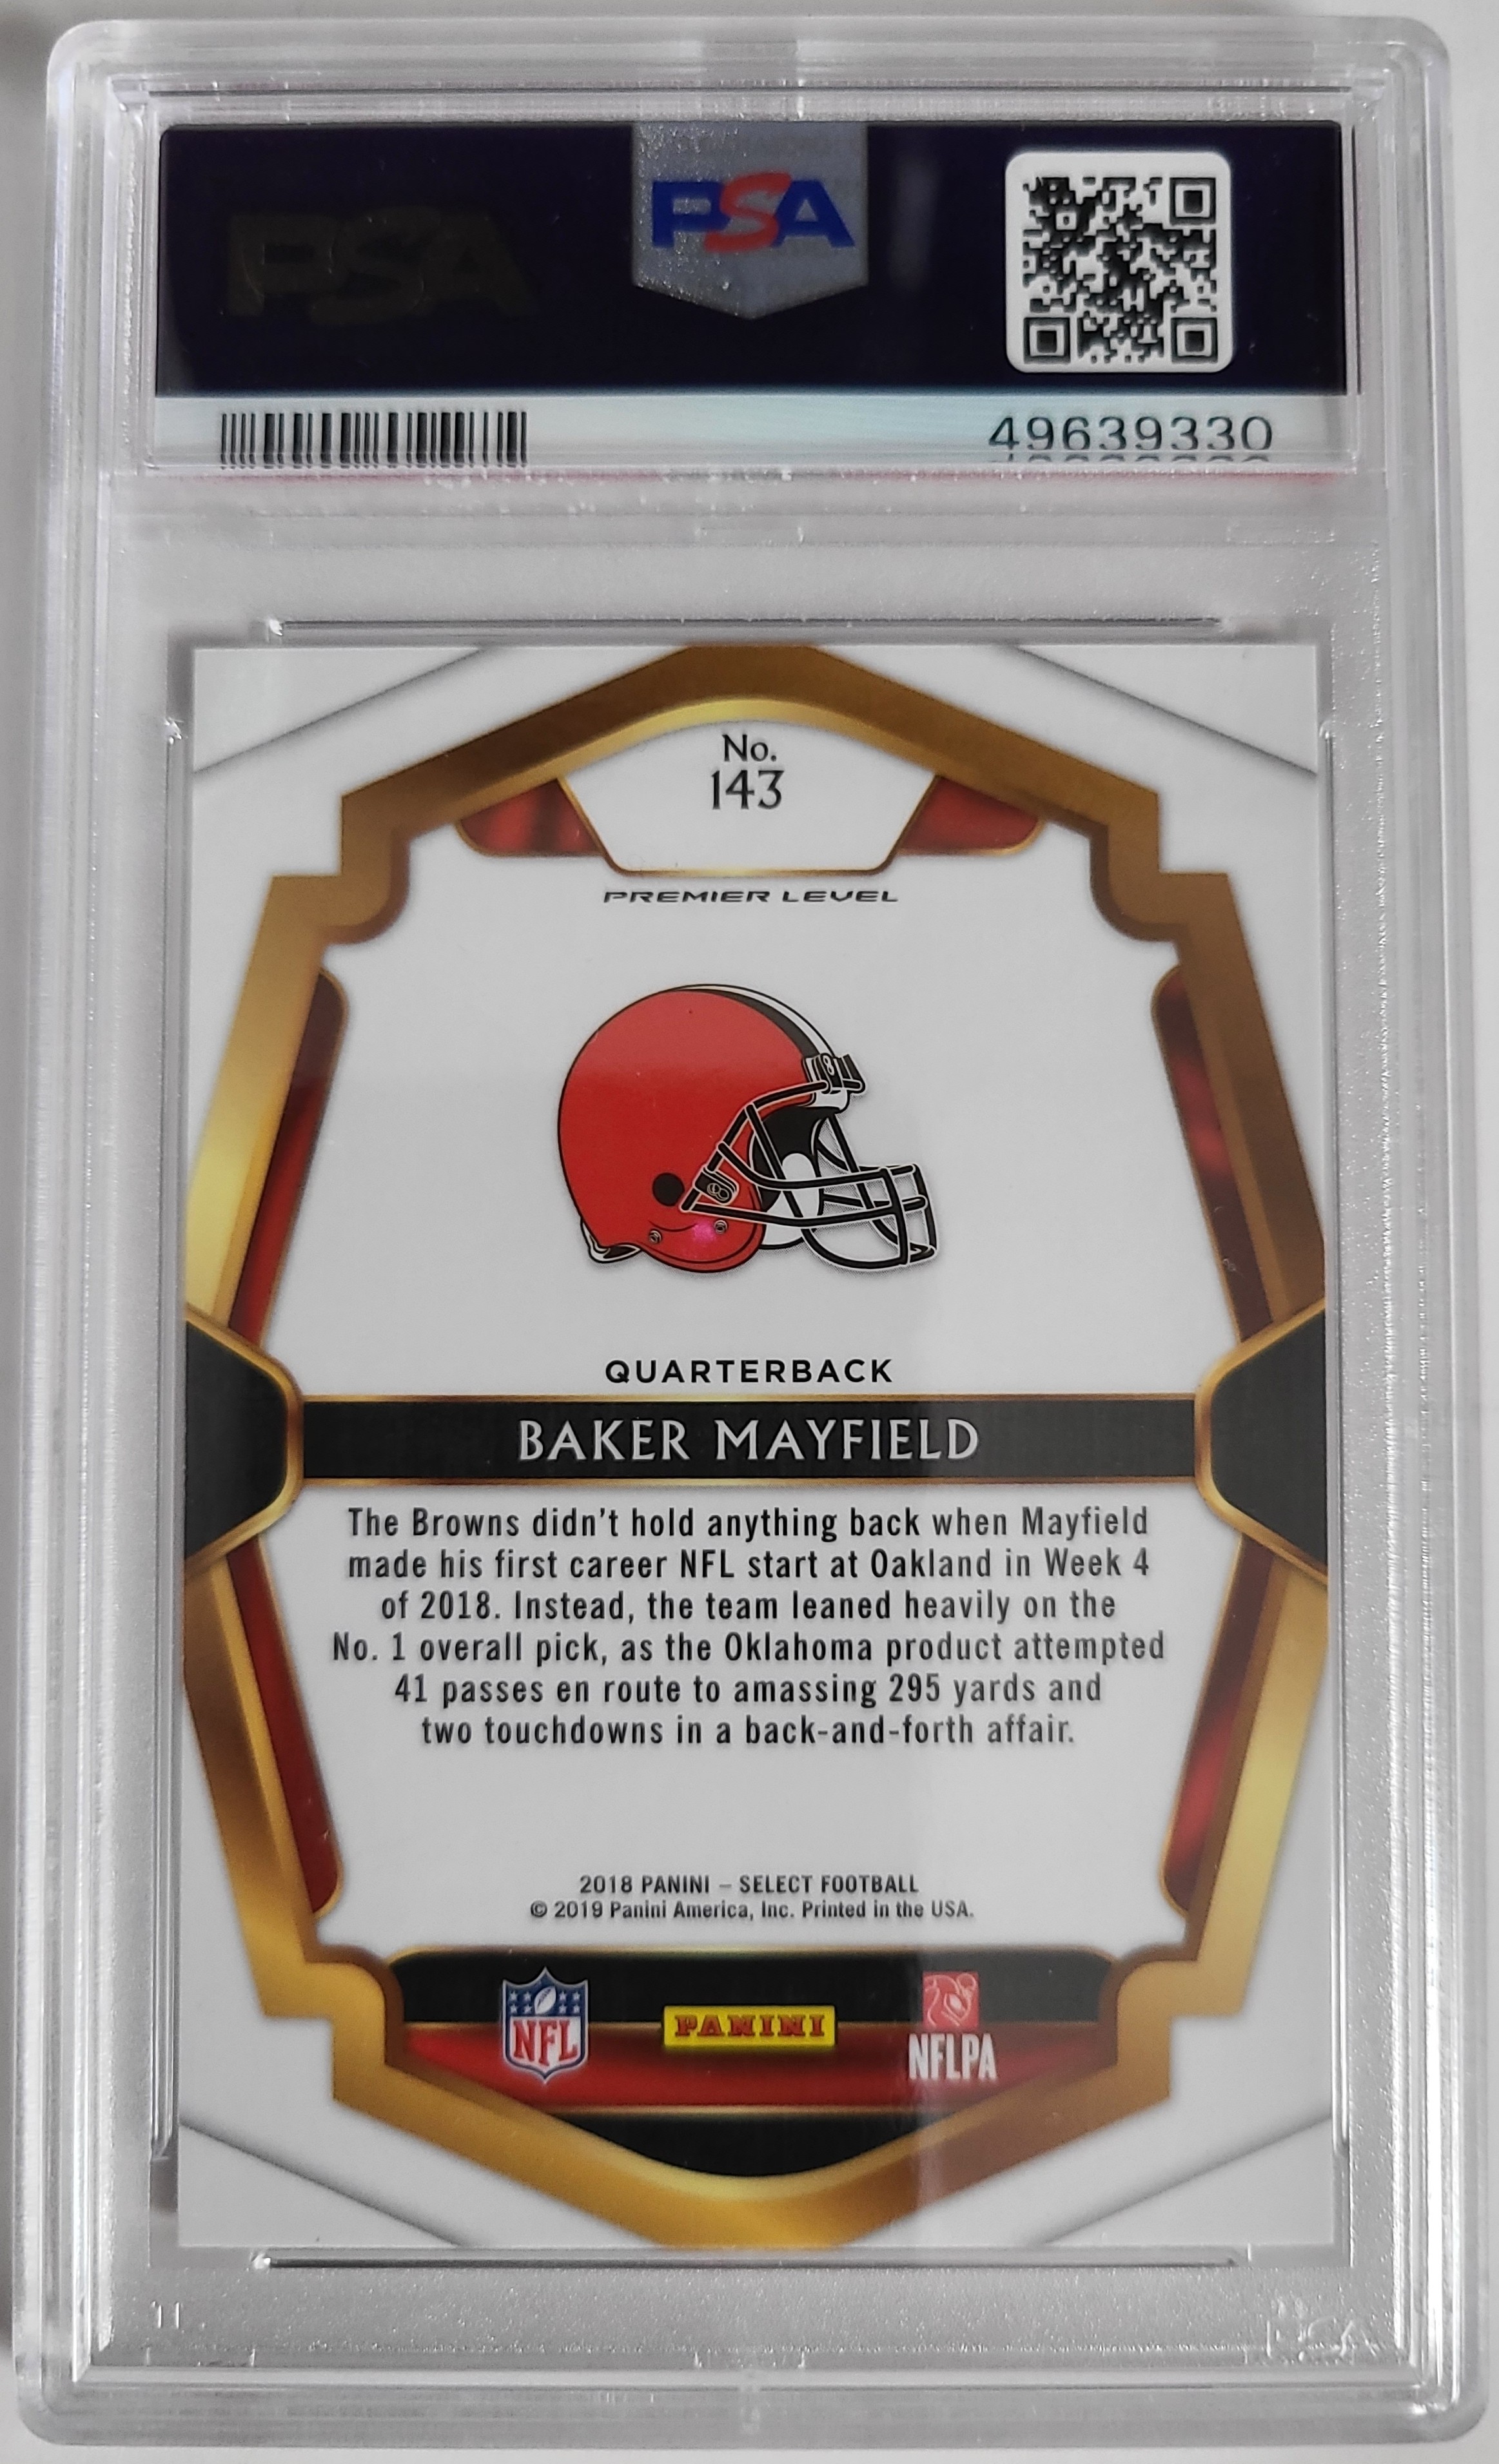 PSA
PSA
49639330
No.
143
PREMIER LEVEL
QUARTERBACK
BAKER MAYFIELD
The Browns didn't hold anything back when Mayfield
made his first career NFL start at Oakland in Week 4
of 2018. Instead, the team leaned heavily on the
No. 1 overall pick, as the Oklahoma product attempted
41 passes en route to amassing 295 yards and
two touchdowns in a back-and-forth affair.
2018 PANINI – SELECT FOOTBALL
© 2019 Panini America, Inc. Printed in the USA.
NFL
PANINI
NFLPA
11
PSA